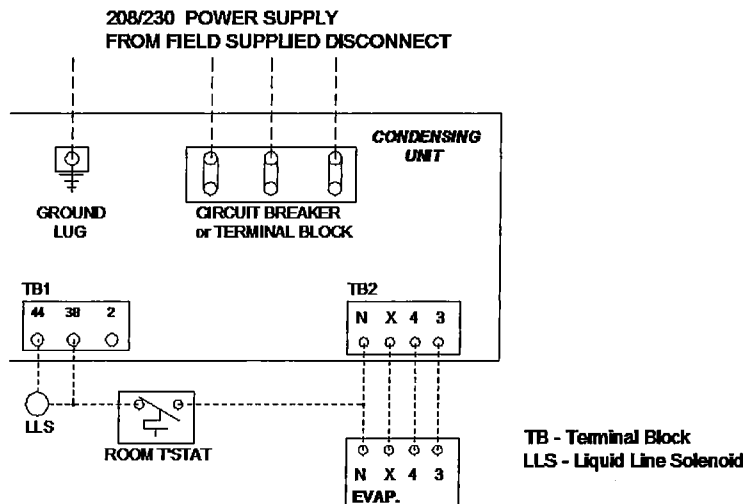 208/230 POWER SUPPLY
FROM FIELD SUPPLIED DISCONNECT
CONDENSING
UNIT
GROUND
LUG
CIRCUIT BREAKER
or TERMINAL BLOCK
TB1
44 38 2
TB2
N X 4 3
LLS
ROOM T'STAT
N X 4 3
EVAP.
TB - Terminal Block
LLS - Liquid Line Solenoid